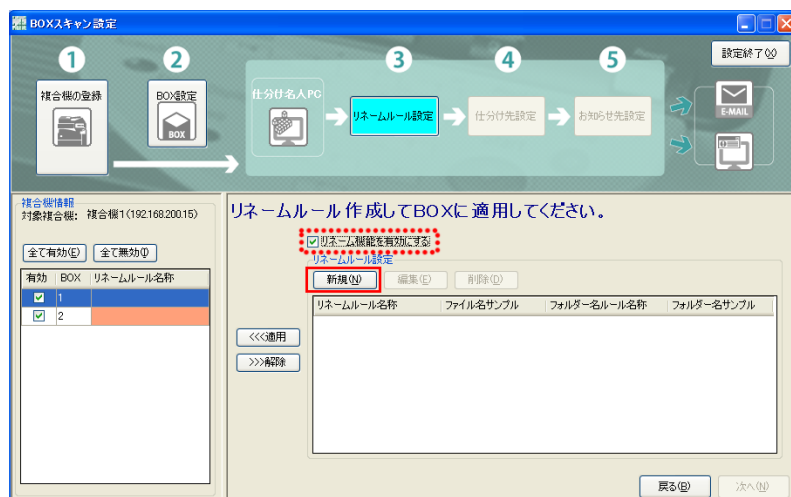 BOXスキャン設定
設定終了(X)
1
2
3
4
5
複合機の登録
BOX設定
BOX
仕分け名人PC
リネームルール設定
仕分け先設定
お知らせ先設定
E-MAIL
複合機情報
対象複合機: 複合機1(192.168.200.15)
全て有効(E)
全て無効(I)
有効 BOX リネームルール名称
1
2
リネームルール作成してBOXに適用してください。
リネーム機能を有効にする
リネームルール設定
新規(N)
編集(E)
削除(D)
リネームルール名称 ファイル名サンプル フォルダー名ルール名称 フォルダー名サンプル
<<<適用
>>>解除
戻る(B)
次へ(N)